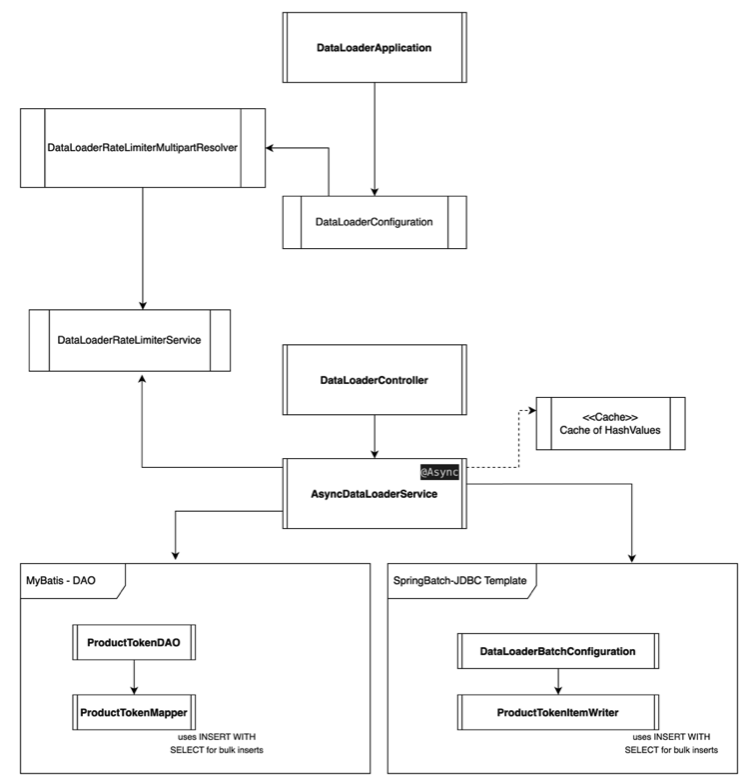 DataLoaderApplication
DataLoaderRateLimiterMultipartResolver
DataLoaderConfiguration
DataLoaderRateLimiterService
DataLoaderController
<<Cache>>
Cache of HashValues
@Async
AsyncDataLoaderService
MyBatis - DAO
SpringBatch-JDBC Template
ProductTokenDAO
DataLoaderBatchConfiguration
ProductTokenMapper
ProductTokenItemWriter
uses INSERT WITH
SELECT for bulk inserts
uses INSERT WITH
SELECT for bulk inserts